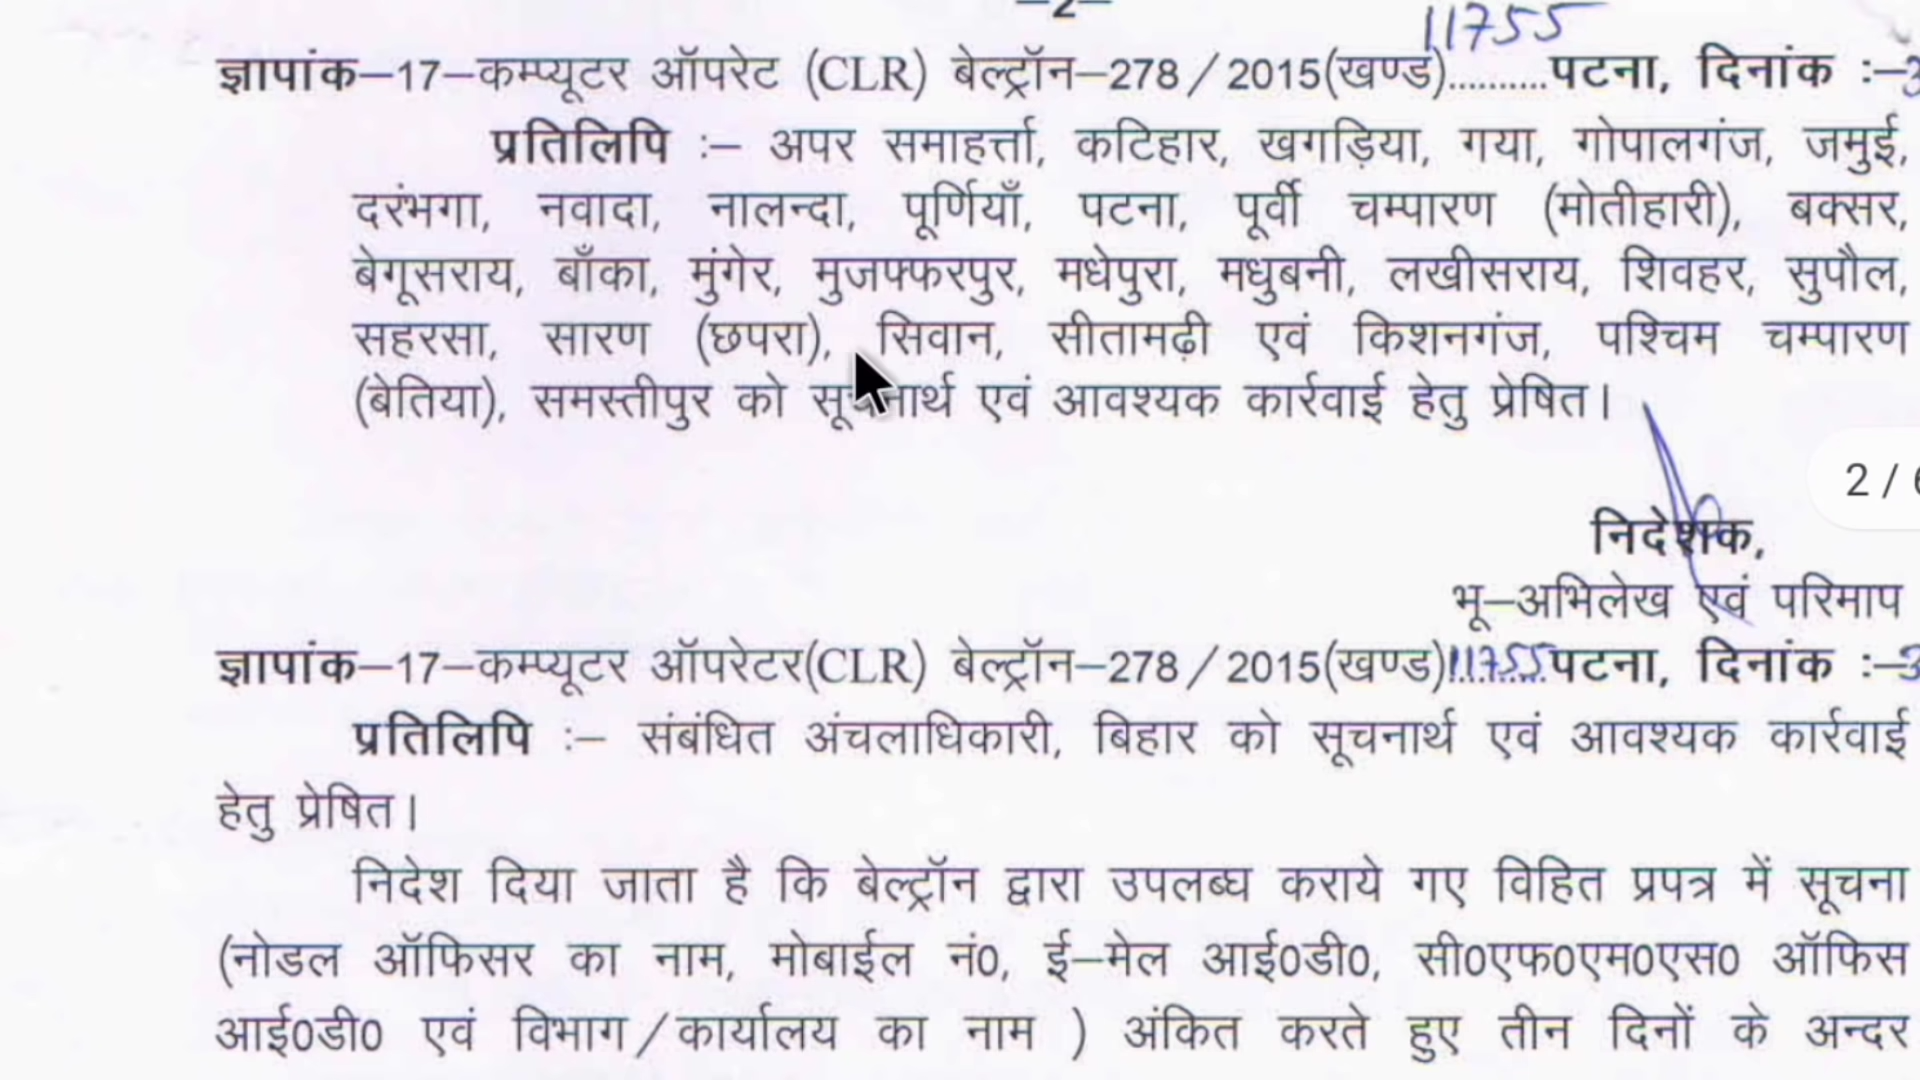 –2–
11755
ज्ञापांक–17–कम्प्यूटर ऑपरेट (CLR) बेल्ट्रॉन–278/2015(खण्ड)..........पटना, दिनांक :–3
प्रतिलिपि :– अपर समाहर्त्ता, कटिहार, खगड़िया, गया, गोपालगंज, जमुई,
दरंभगा, नवादा, नालन्दा, पूर्णियाँ, पटना, पूर्वी चम्पारण (मोतीहारी), बक्सर,
बेगूसराय, बाँका, मुंगेर, मुजफ्फरपुर, मधेपुरा, मधुबनी, लखीसराय, शिवहर, सुपौल,
सहरसा, सारण (छपरा), सिवान, सीतामढ़ी एवं किशनगंज, पश्चिम चम्पारण
(बेतिया), समस्तीपुर को सूचनार्थ एवं आवश्यक कार्रवाई हेतु प्रेषित।
2 / 6
निदेशक,
भू–अभिलेख एवं परिमाप
ज्ञापांक–17–कम्प्यूटर ऑपरेटर(CLR) बेल्ट्रॉन–278/2015(खण्ड)11755पटना, दिनांक :–3
प्रतिलिपि :– संबंधित अंचलाधिकारी, बिहार को सूचनार्थ एवं आवश्यक कार्रवाई
हेतु प्रेषित।
निदेश दिया जाता है कि बेल्ट्रॉन द्वारा उपलब्ध कराये गए विहित प्रपत्र में सूचना
(नोडल ऑफिसर का नाम, मोबाईल नं0, ई–मेल आई0डी0, सी0एफ0एम0एस0 ऑफिस
आई0डी0 एवं विभाग/कार्यालय का नाम ) अंकित करते हुए तीन दिनों के अन्दर